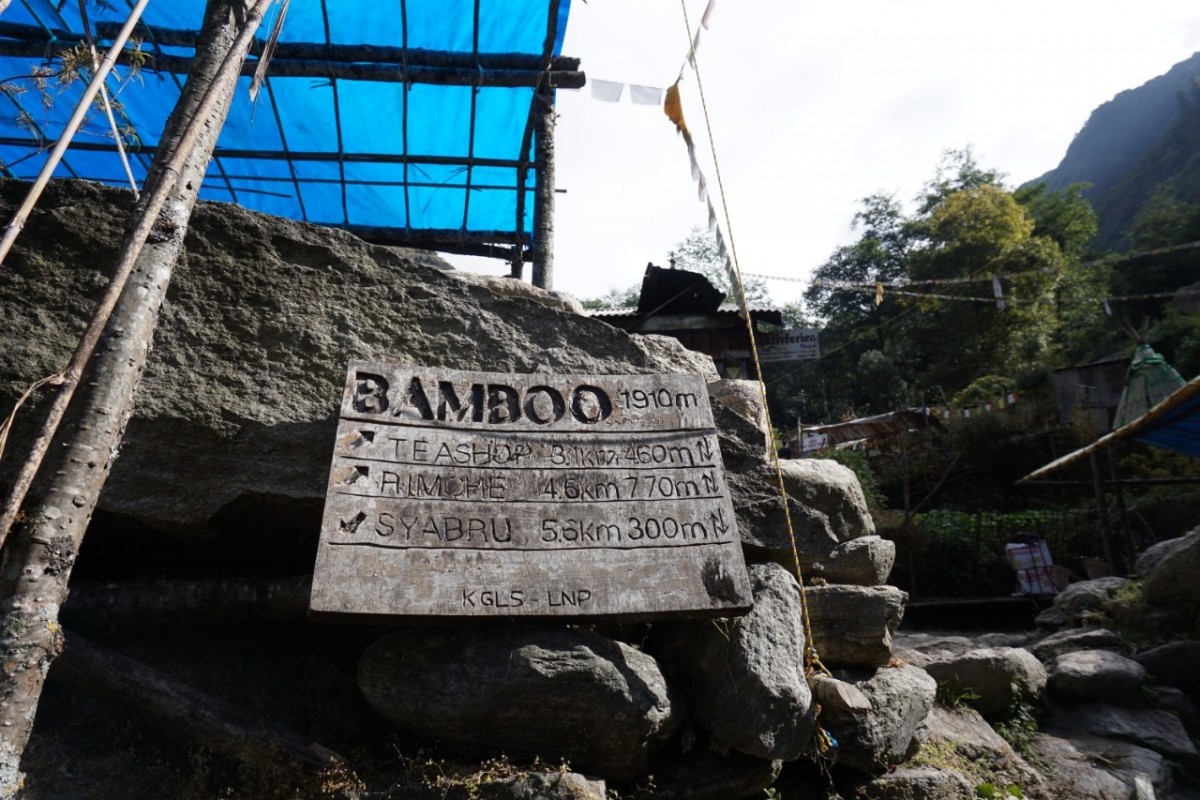 BAMBOO 1910m
TEASHOP 3.1km 460m
RIMCHE 4.6km 770m
SYABRU 5.6km 300m
KGLS - LNP